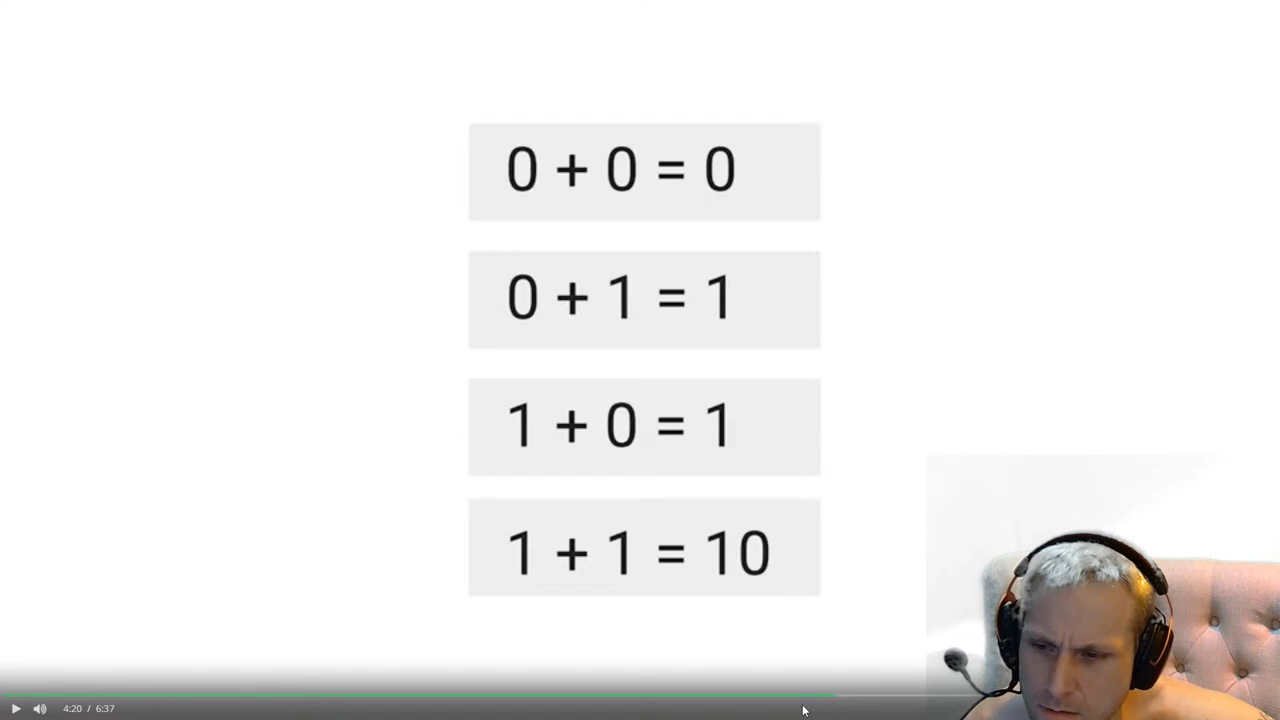 0 + 0 = 0
0 + 1 = 1
1 + 0 = 1
1 + 1 = 10
4:20 / 6:37